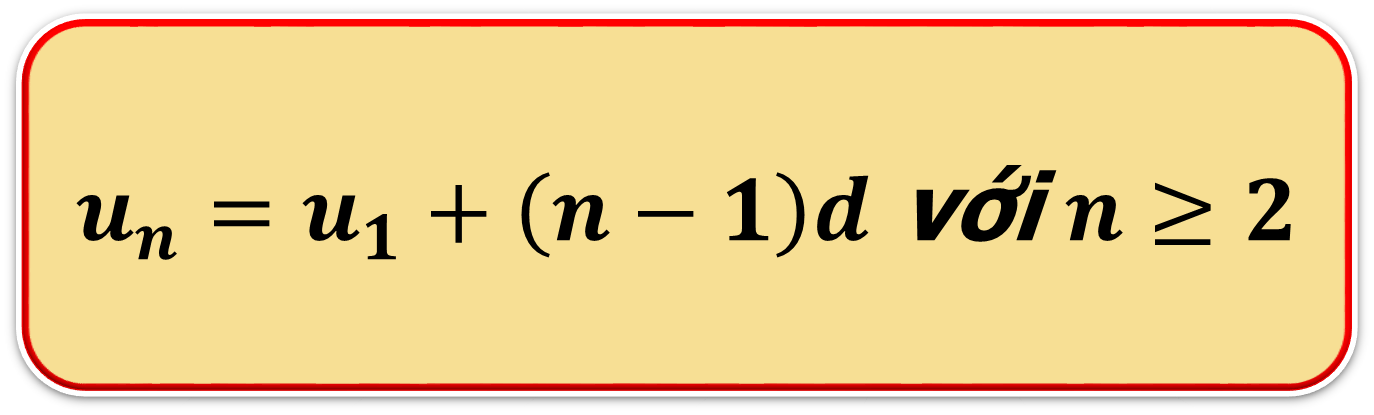 uₙ = u₁ + (n − 1)d với n ≥ 2